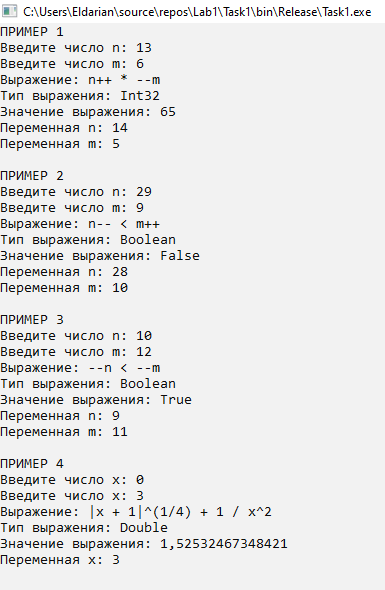 C:\Users\Eldarian\source\repos\Lab1\Task1\bin\Release\Task1.exe
ПРИМЕР 1
Введите число n: 13
Введите число m: 6
Выражение: n++ * --m
Тип выражения: Int32
Значение выражения: 65
Переменная n: 14
Переменная m: 5

ПРИМЕР 2
Введите число n: 29
Введите число m: 9
Выражение: n-- < m++
Тип выражения: Boolean
Значение выражения: False
Переменная n: 28
Переменная m: 10

ПРИМЕР 3
Введите число n: 10
Введите число m: 12
Выражение: --n < --m
Тип выражения: Boolean
Значение выражения: True
Переменная n: 9
Переменная m: 11

ПРИМЕР 4
Введите число x: 0
Введите число x: 3
Выражение: |x + 1|^(1/4) + 1 / x^2
Тип выражения: Double
Значение выражения: 1,52532467348421
Переменная x: 3